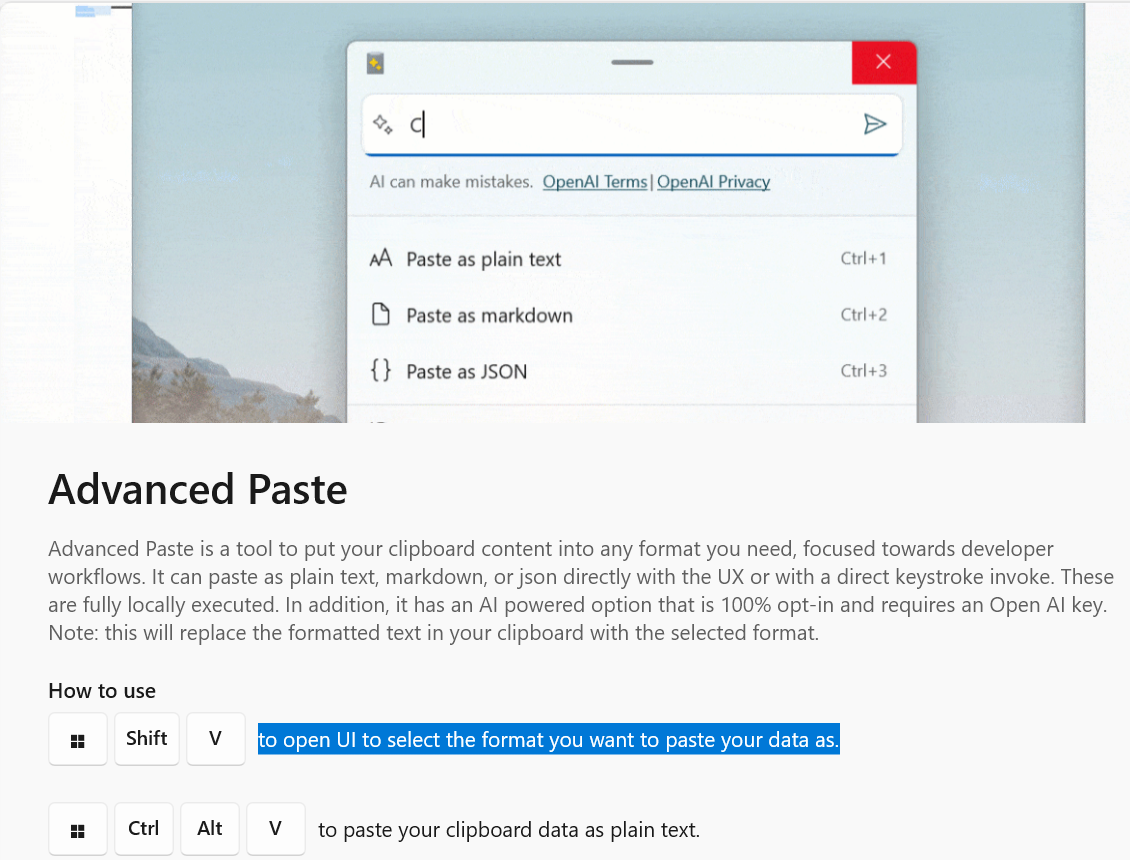 C
AI can make mistakes. OpenAI Terms | OpenAI Privacy
Paste as plain text Ctrl+1
Paste as markdown Ctrl+2
Paste as JSON Ctrl+3
Advanced Paste
Advanced Paste is a tool to put your clipboard content into any format you need, focused towards developer
workflows. It can paste as plain text, markdown, or json directly with the UX or with a direct keystroke invoke. These
are fully locally executed. In addition, it has an AI powered option that is 100% opt-in and requires an Open AI key.
Note: this will replace the formatted text in your clipboard with the selected format.
How to use
Shift V to open UI to select the format you want to paste your data as.
Ctrl Alt V to paste your clipboard data as plain text.